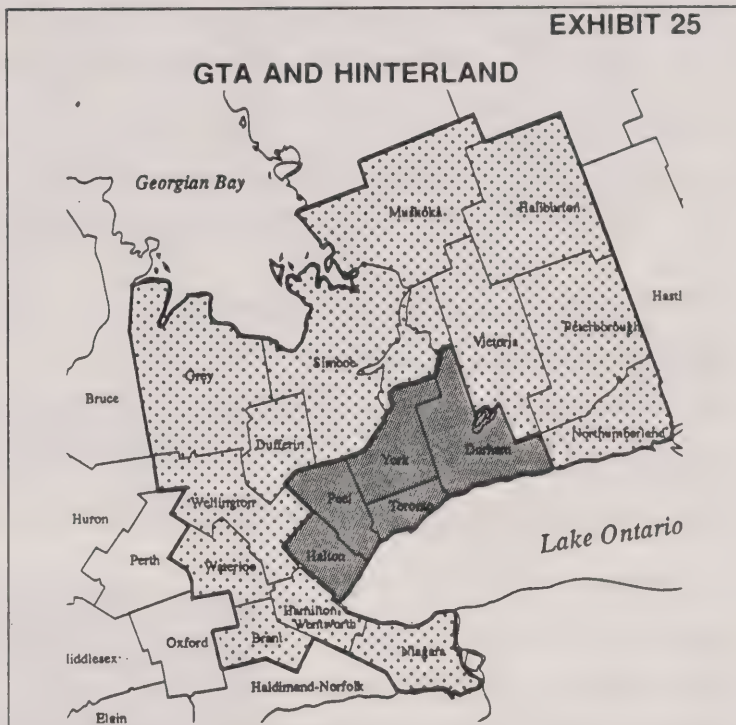 EXHIBIT 25
GTA AND HINTERLAND
Georgian Bay
Muskoka
Haliburton
Hasti
Peterborough
Victoria
Simcoe
Grey
Bruce
Northumberland
Dufferin
York
Durham
Peel
Toronto
Wellington
Huron
Halton
Lake Ontario
Perth
Waterloo
Hamilton
Wentworth
Oxford
Brant
Niagara
iddlesex
Haldimand-Norfolk
Elgin